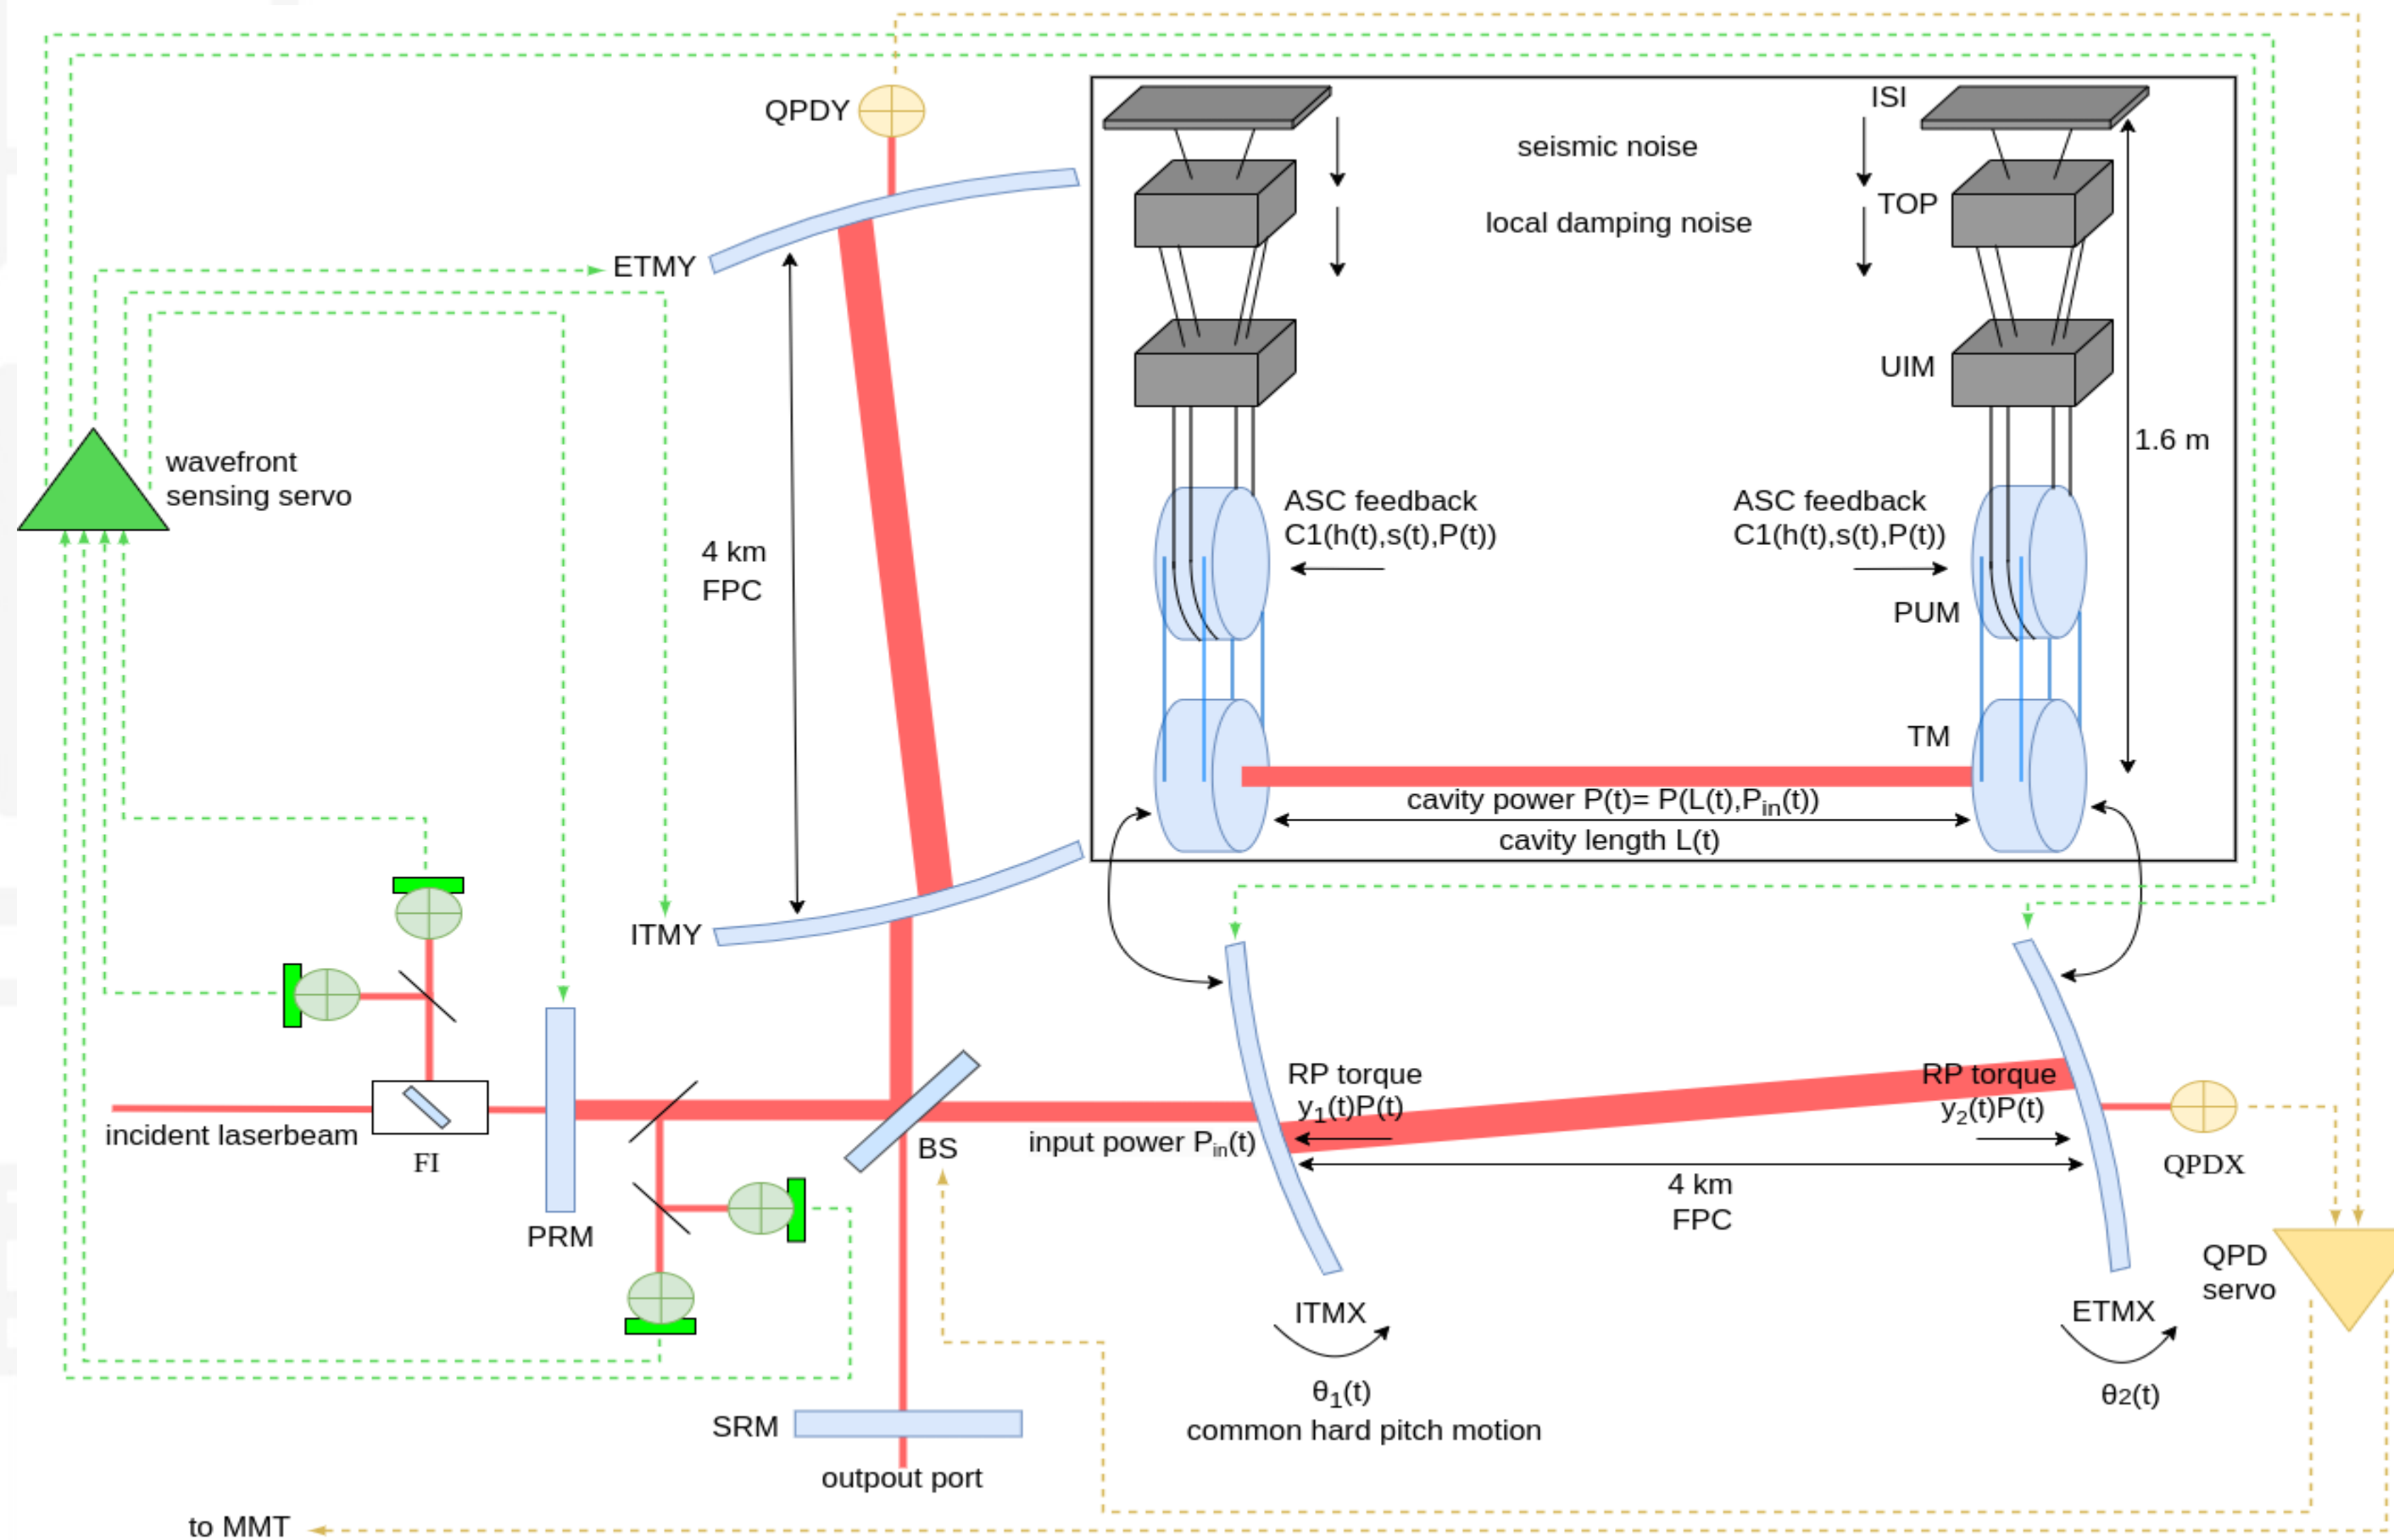 QPDY
ISI
seismic noise
TOP
local damping noise
ETMY
UIM
1.6 m
wavefront
sensing servo
ASC feedback
C1(h(t),s(t),P(t))
ASC feedback
C1(h(t),s(t),P(t))
4 km
FPC
PUM
TM
cavity power P(t)= P(L(t),Pin(t))
cavity length L(t)
ITMY
RP torque
y1(t)P(t)
RP torque
y2(t)P(t)
incident laserbeam
FI
BS
input power Pin(t)
QPDX
4 km
FPC
PRM
QPD
servo
ITMX
ETMX
θ1(t)
θ2(t)
common hard pitch motion
SRM
outpout port
to MMT